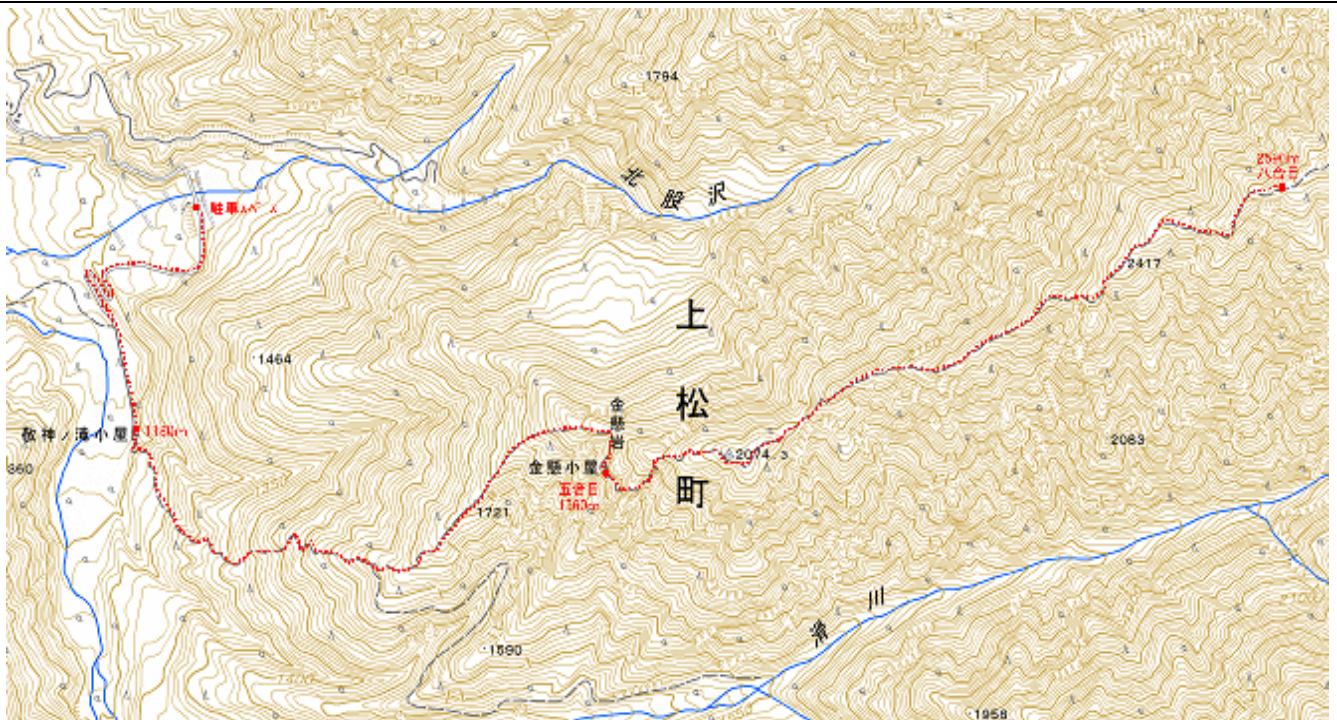 1794
北股沢
2590m
八合目
駐車スペース
2417
上松町
1464
金懸岩
敬神ノ滝小屋
1160m
2063
2074.3
金懸小屋
五合目
360
1721
滑川
1590
1958